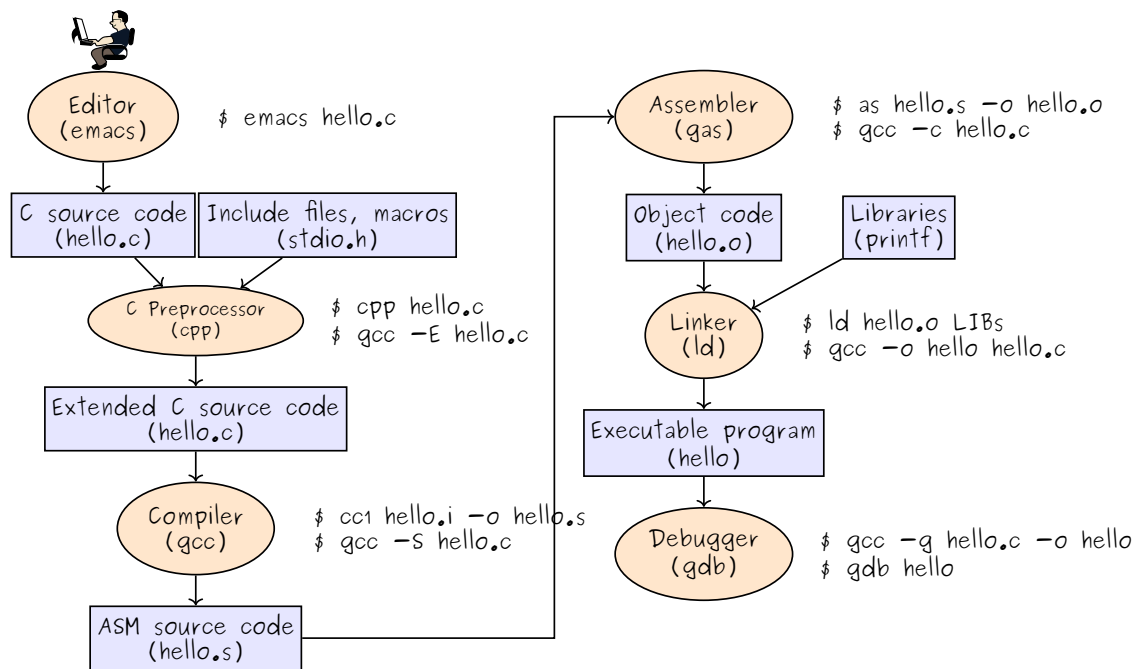 Editor
(emacs)
$ emacs hello.c
C source code
(hello.c)
Include files, macros
(stdio.h)
C Preprocessor
(cpp)
$ cpp hello.c
$ gcc -E hello.c
Extended C source code
(hello.c)
Compiler
(gcc)
$ cc1 hello.i -o hello.s
$ gcc -S hello.c
ASM source code
(hello.s)
Assembler
(gas)
$ as hello.s -o hello.o
$ gcc -c hello.c
Object code
(hello.o)
Libraries
(printf)
Linker
(ld)
$ ld hello.o LIBs
$ gcc -o hello hello.c
Executable program
(hello)
Debugger
(gdb)
$ gcc -g hello.c -o hello
$ gdb hello